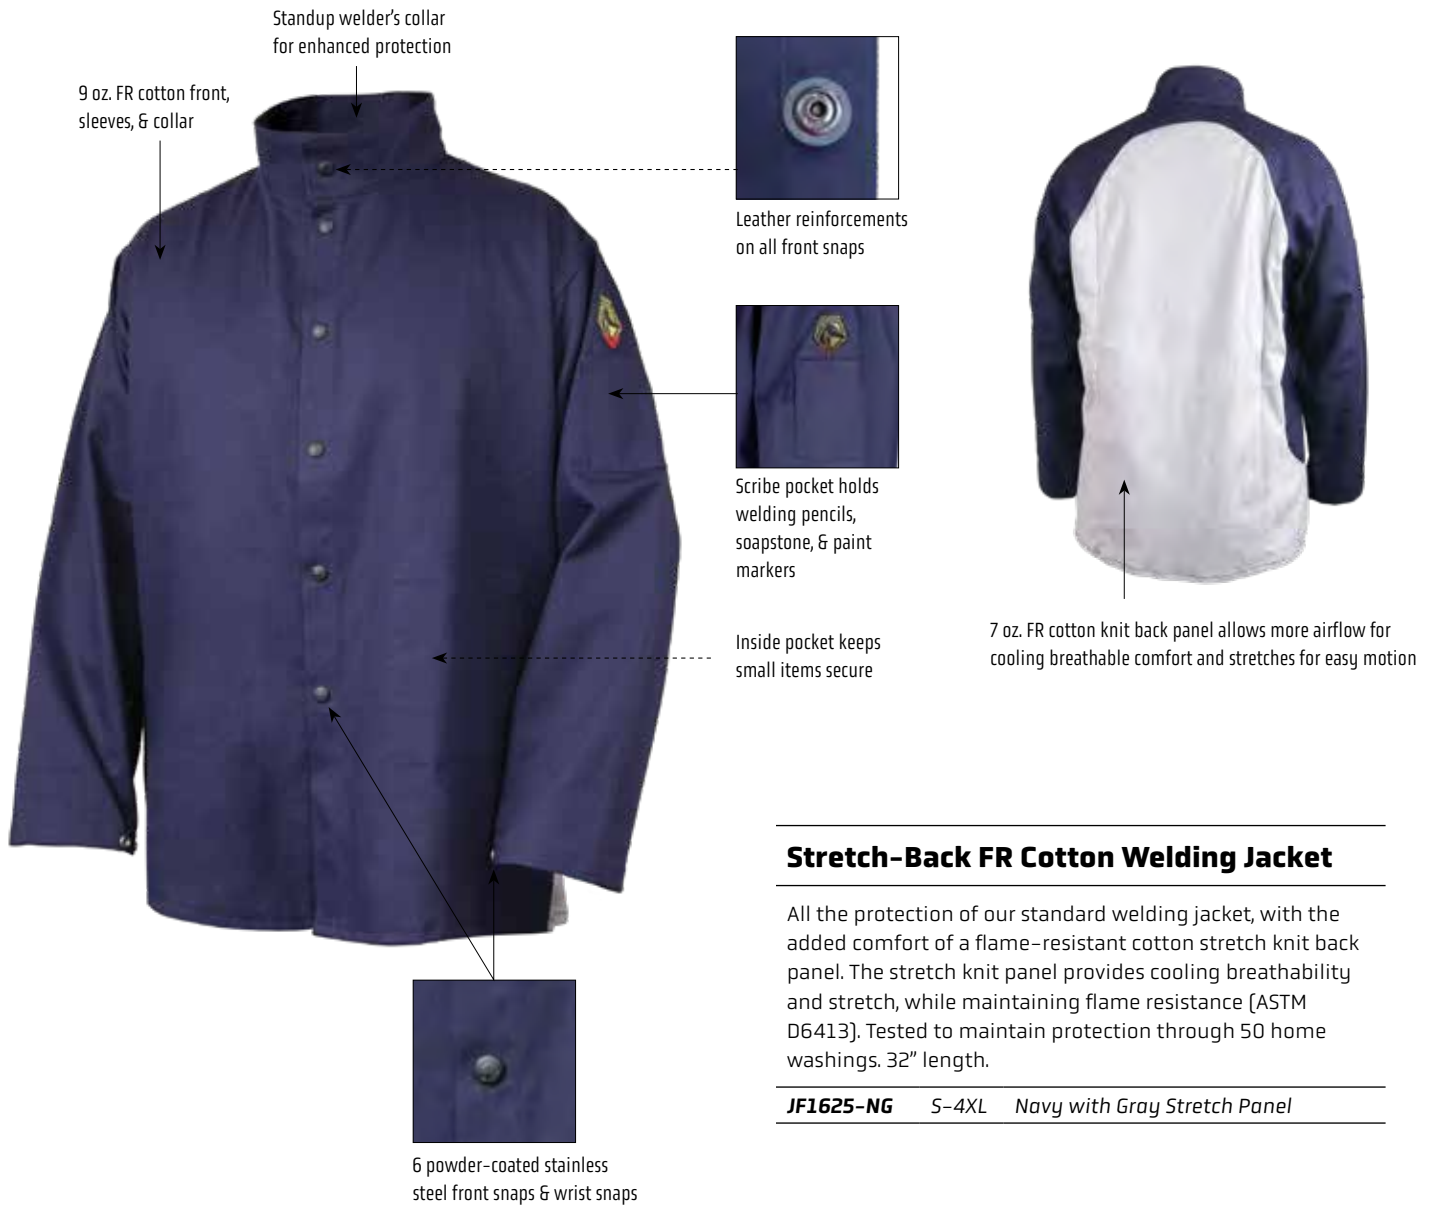 Standup welder's collar
for enhanced protection
9 oz. FR cotton front,
sleeves, & collar
Leather reinforcements
on all front snaps
Scribe pocket holds
welding pencils,
soapstone, & paint
markers
Inside pocket keeps
small items secure
7 oz. FR cotton knit back panel allows more airflow for
cooling breathable comfort and stretches for easy motion
Stretch-Back FR Cotton Welding Jacket
All the protection of our standard welding jacket, with the
added comfort of a flame-resistant cotton stretch knit back
panel. The stretch knit panel provides cooling breathability
and stretch, while maintaining flame resistance (ASTM
D6413). Tested to maintain protection through 50 home
washings. 32” length.
JF1625-NG S-4XL Navy with Gray Stretch Panel
6 powder-coated stainless
steel front snaps & wrist snaps